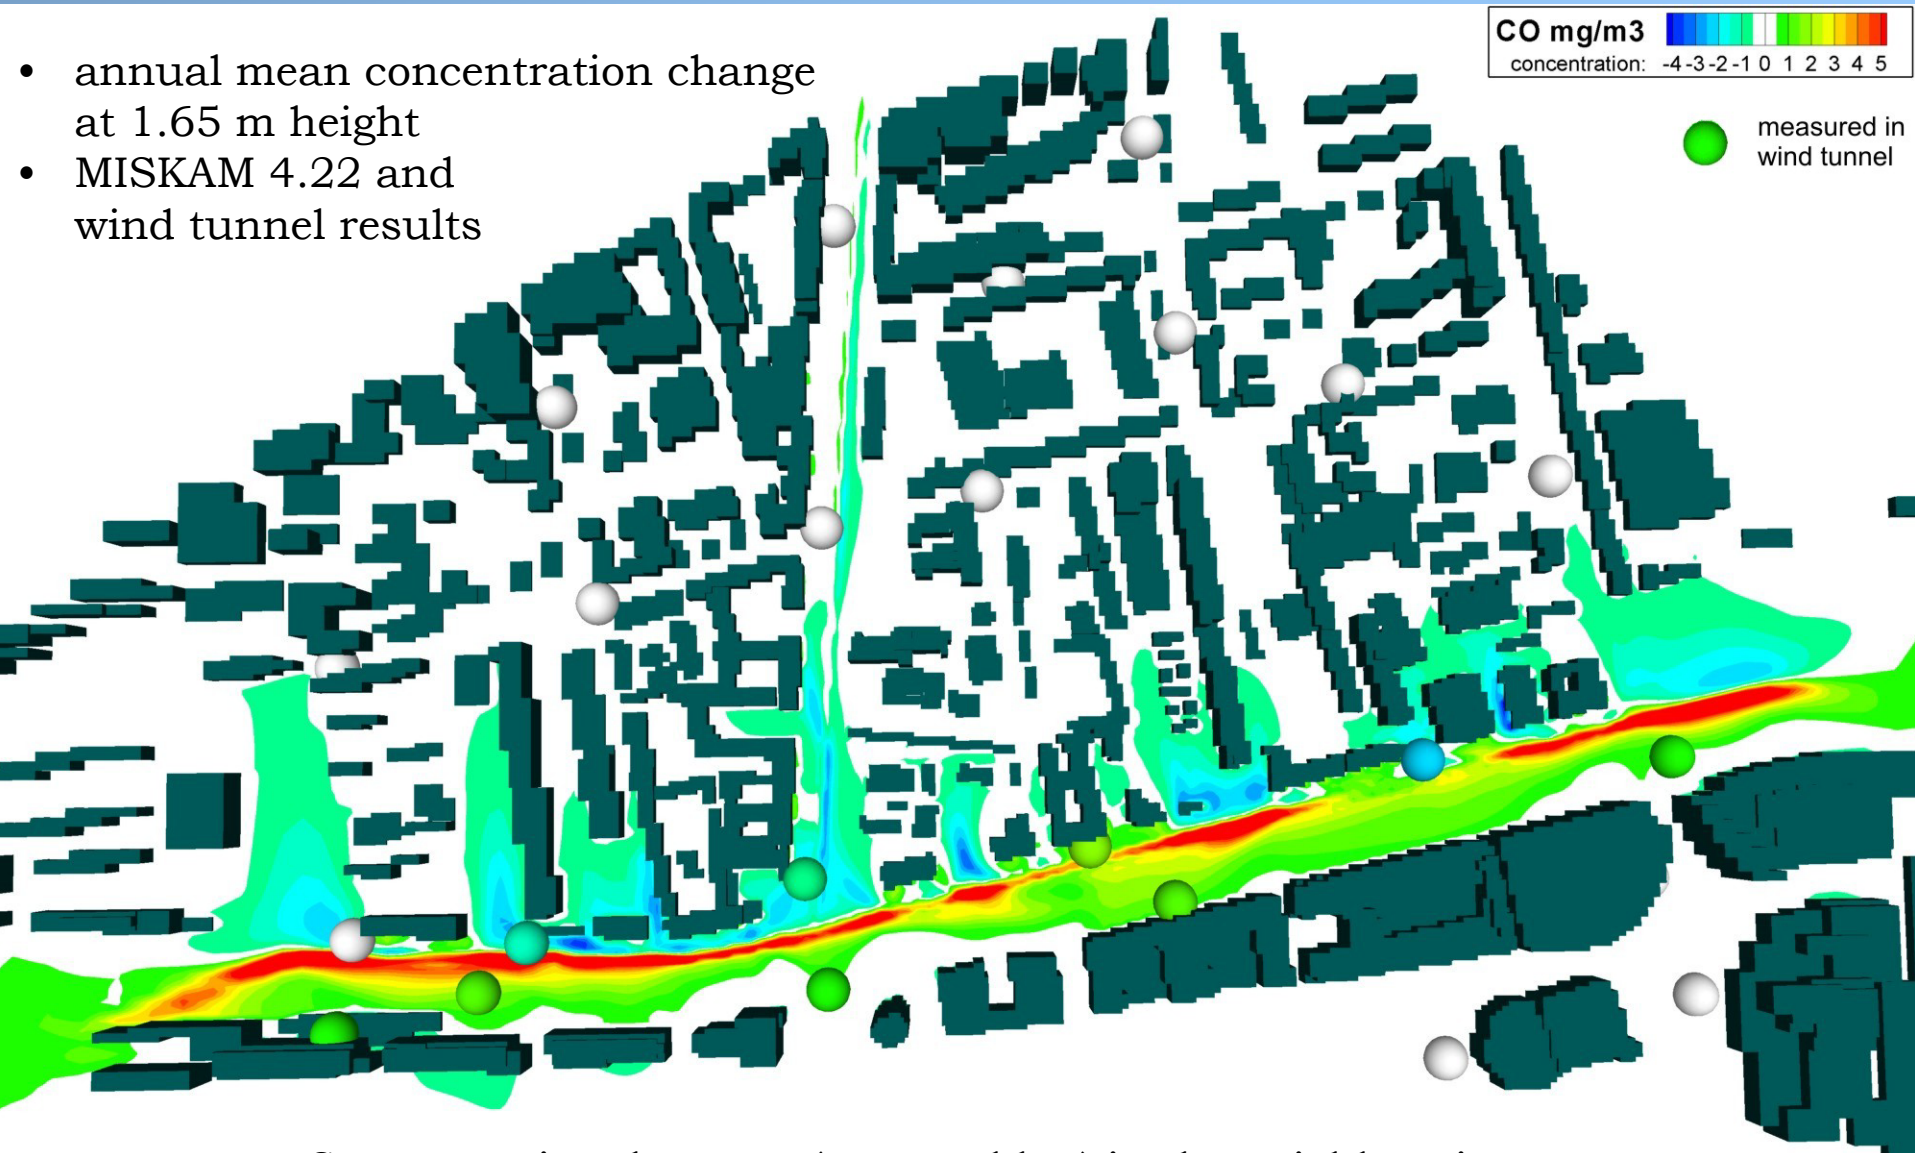 • annual mean concentration change
at 1.65 m height
• MISKAM 4.22 and
wind tunnel results
CO mg/m3
concentration: -4 -3 -2 -1 0 1 2 3 4 5
measured in
wind tunnel